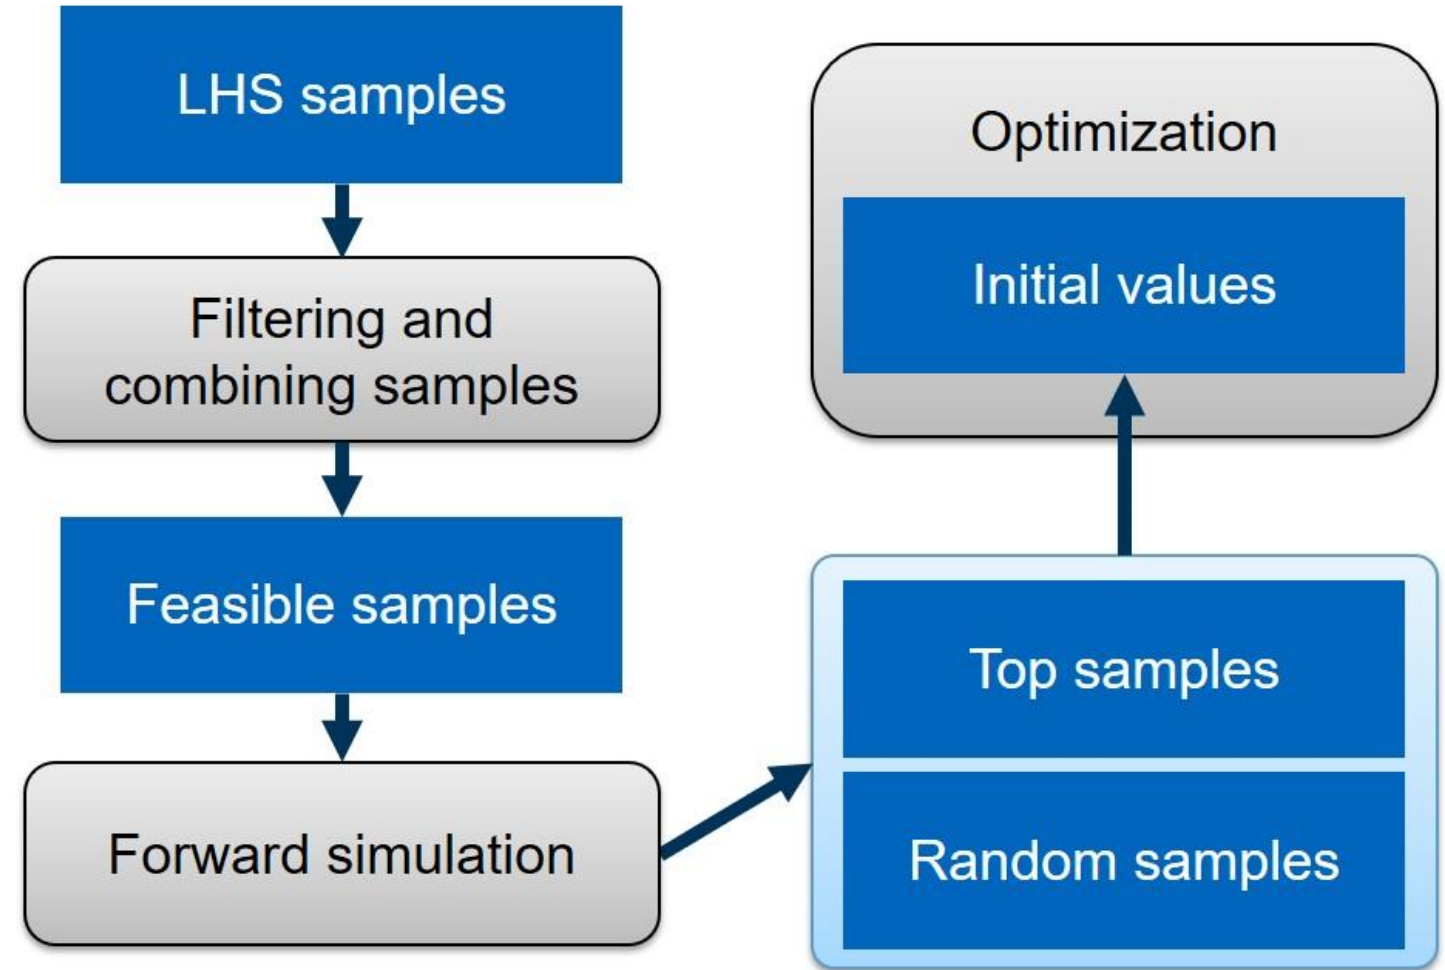 LHS samples
Filtering and
combining samples
Feasible samples
Forward simulation
Optimization
Initial values
Top samples
Random samples